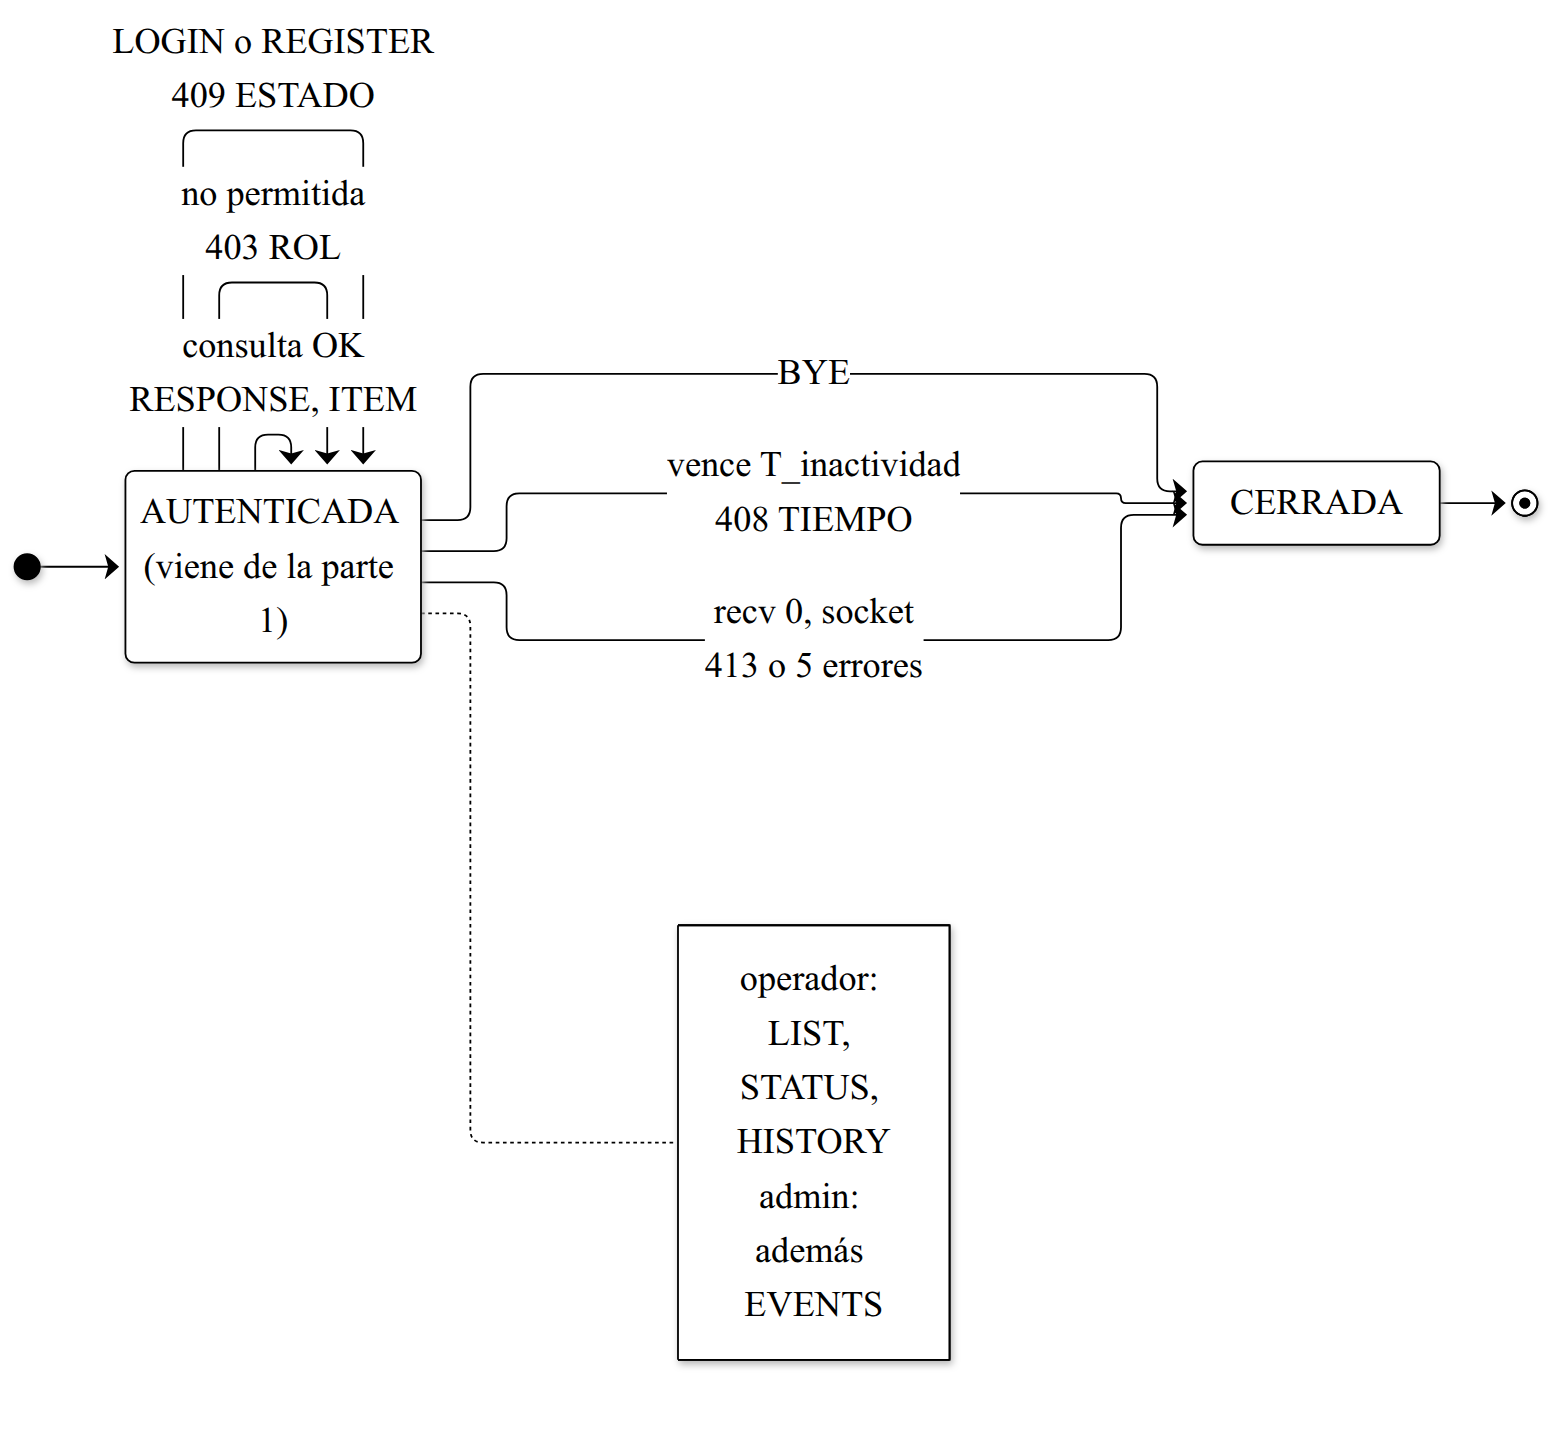 LOGIN o REGISTER
409 ESTADO
no permitida
403 ROL
consulta OK
RESPONSE, ITEM
AUTENTICADA
(viene de la parte
1)
BYE
vence T_inactividad
408 TIEMPO
recv 0, socket
413 o 5 errores
CERRADA
operador:
LIST,
STATUS,
HISTORY
admin:
además
EVENTS